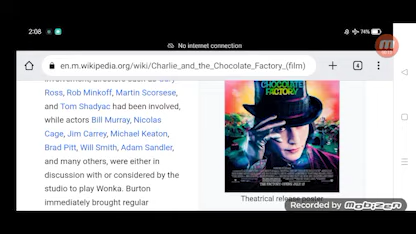 2:08
74%
No internet connection
en.m.wikipedia.org/wiki/Charlie_and_the_Chocolate_Factory_(film)
4
Ross, Rob Minkoff, Martin Scorsese,
and Tom Shadyac had been involved,
while actors Bill Murray, Nicolas
Cage, Jim Carrey, Michael Keaton,
Brad Pitt, Will Smith, Adam Sandler,
and many others, were either in
discussion with or considered by the
studio to play Wonka. Burton
immediately brought regular
CHOCOLATE
FACTORY
Theatrical release poster
Recorded by
MOBIZEN